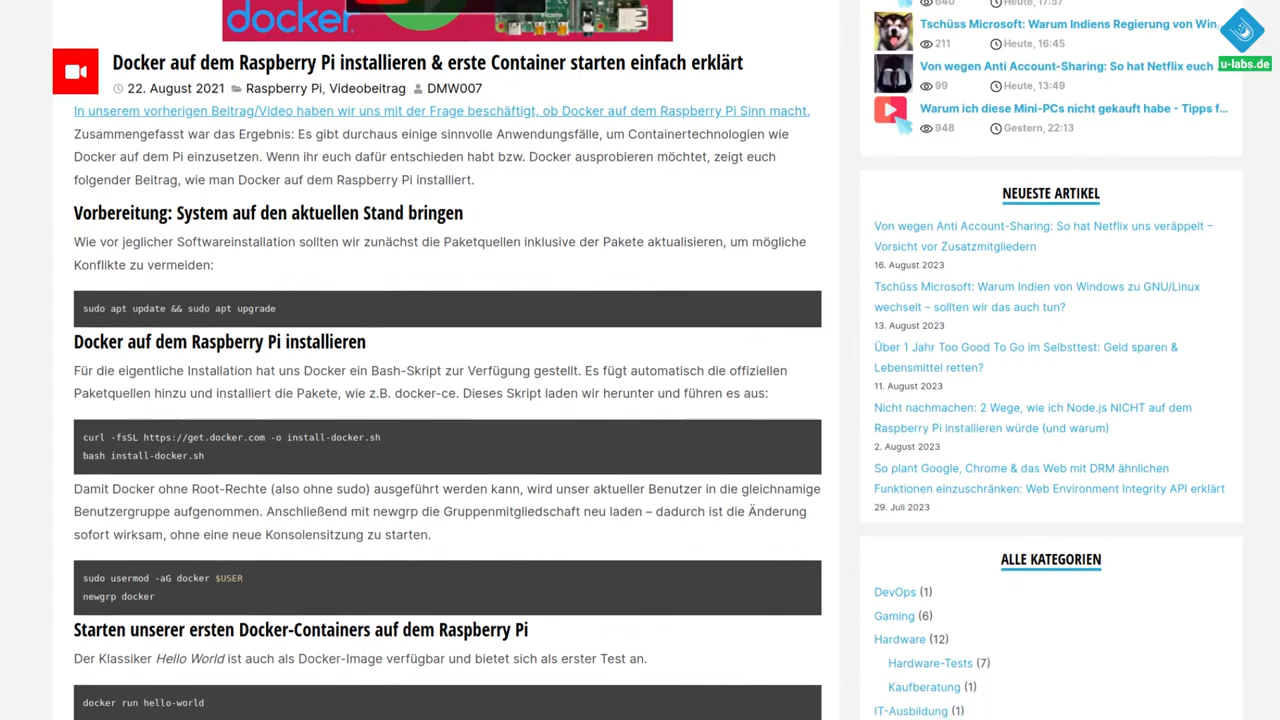 docker
Docker auf dem Raspberry Pi installieren & erste Container starten einfach erklärt
22. August 2021 Raspberry Pi, Videobeitrag DMW007
In unserem vorherigen Beitrag/Video haben wir uns mit der Frage beschäftigt, ob Docker auf dem Raspberry Pi Sinn macht.
Zusammengefasst war das Ergebnis: Es gibt durchaus einige sinnvolle Anwendungsfälle, um Containertechnologien wie
Docker auf dem Pi einzusetzen. Wenn ihr euch dafür entschieden habt bzw. Docker ausprobieren möchtet, zeigt euch
folgender Beitrag, wie man Docker auf dem Raspberry Pi installiert.
Vorbereitung: System auf den aktuellen Stand bringen
Wie vor jeglicher Softwareinstallation sollten wir zunächst die Paketquellen inklusive der Pakete aktualisieren, um mögliche
Konflikte zu vermeiden:
sudo apt update && sudo apt upgrade
Docker auf dem Raspberry Pi installieren
Für die eigentliche Installation hat uns Docker ein Bash-Skript zur Verfügung gestellt. Es fügt automatisch die offiziellen
Paketquellen hinzu und installiert die Pakete, wie z.B. docker-ce. Dieses Skript laden wir herunter und führen es aus:
curl -fsSL https://get.docker.com -o install-docker.sh
bash install-docker.sh
Damit Docker ohne Root-Rechte (also ohne sudo) ausgeführt werden kann, wird unser aktueller Benutzer in die gleichnamige
Benutzergruppe aufgenommen. Anschließend mit newgrp die Gruppenmitgliedschaft neu laden – dadurch ist die Änderung
sofort wirksam, ohne eine neue Konsolensitzung zu starten.
sudo usermod -aG docker $USER
newgrp docker
Starten unserer ersten Docker-Containers auf dem Raspberry Pi
Der Klassiker Hello World ist auch als Docker-Image verfügbar und bietet sich als erster Test an.
docker run hello-world
640 Heute, 17:57
Tschüss Microsoft: Warum Indiens Regierung von Win
211 Heute, 16:45
Von wegen Anti Account-Sharing: So hat Netflix euch
99 Heute, 13:49
Warum ich diese Mini-PCs nicht gekauft habe - Tipps f...
948 Gestern, 22:13
u-labs.de
NEUESTE ARTIKEL
Von wegen Anti Account-Sharing: So hat Netflix uns veräppelt –
Vorsicht vor Zusatzmitgliedern
16. August 2023
Tschüss Microsoft: Warum Indien von Windows zu GNU/Linux
wechselt – sollten wir das auch tun?
13. August 2023
Über 1 Jahr Too Good To Go im Selbsttest: Geld sparen &
Lebensmittel retten?
11. August 2023
Nicht nachmachen: 2 Wege, wie ich Node.js NICHT auf dem
Raspberry Pi installieren würde (und warum)
2. August 2023
So plant Google, Chrome & das Web mit DRM ähnlichen
Funktionen einzuschränken: Web Environment Integrity API erklärt
29. Juli 2023
ALLE KATEGORIEN
DevOps (1)
Gaming (6)
Hardware (12)
Hardware-Tests (7)
Kaufberatung (1)
IT-Ausbildung (1)